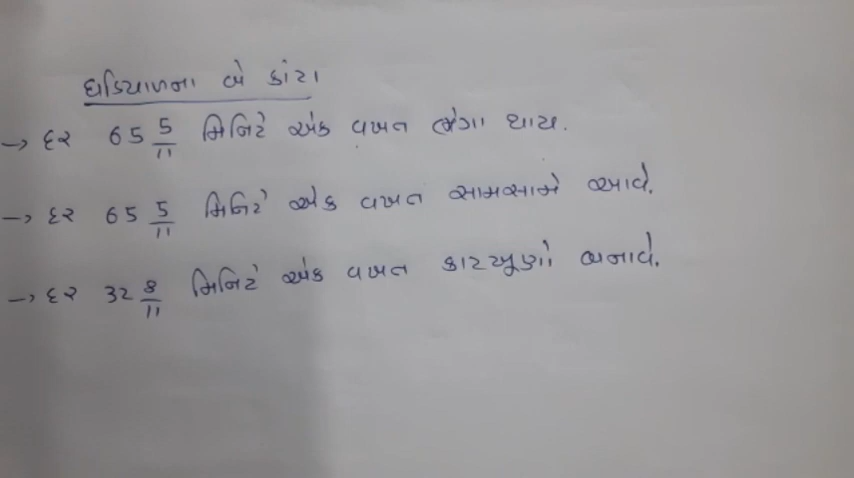 ઘડિયાળના બે કાંટા
→ દર 65 5/11 મિનિટે એક વખત ભેગા થાય.
→ દર 65 5/11 મિનિટે એક વખત સામસામે આવે.
→ દર 32 8/11 મિનિટે એક વખત કાટખૂણો બનાવે.